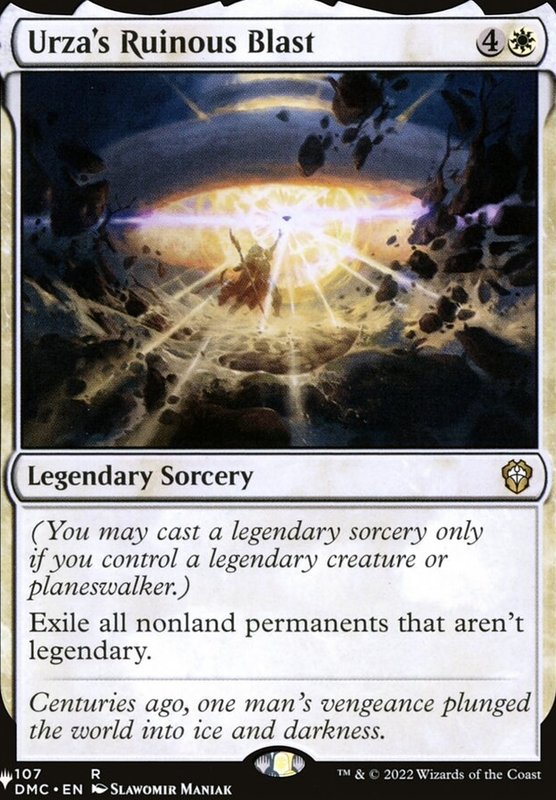 Urza's Ruinous Blast 4
Legendary Sorcery
(You may cast a legendary sorcery only
if you control a legendary creature or
planeswalker.)
Exile all nonland permanents that aren't
legendary.
Centuries ago, one man's vengeance plunged
the world into ice and darkness.
107 R
DMC • EN Slawomir Maniak
™ & © 2022 Wizards of the Coast